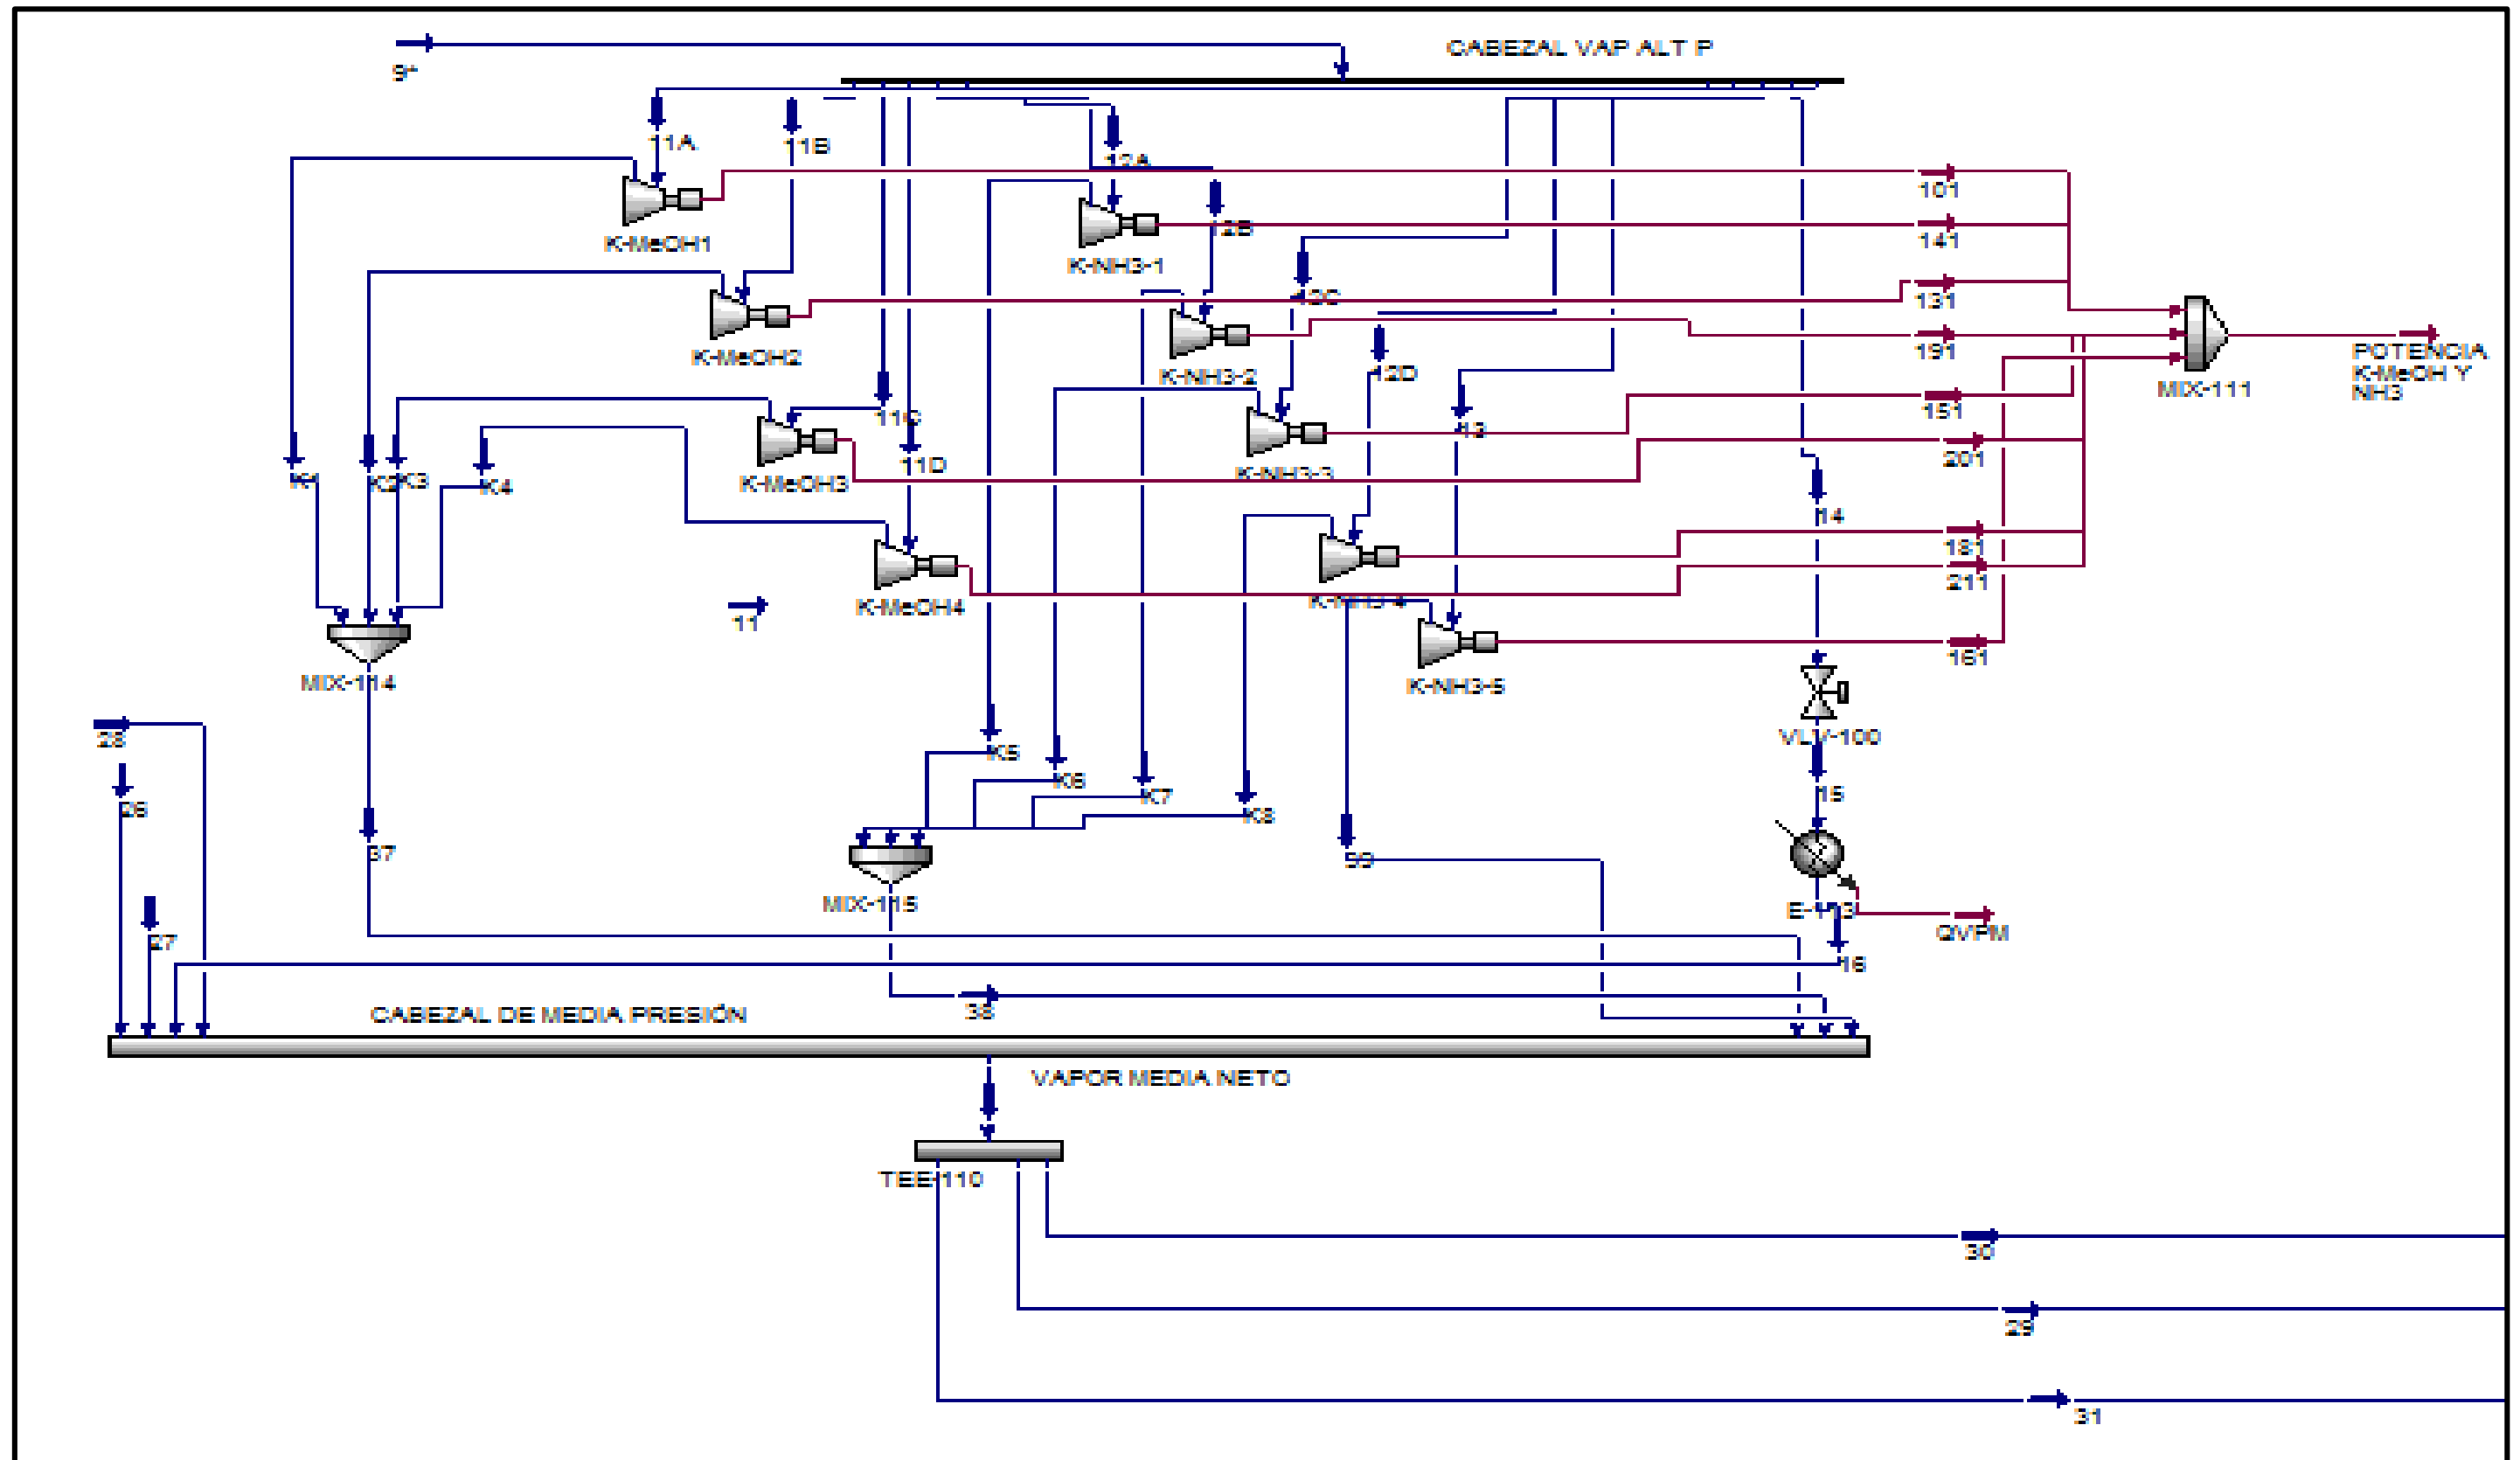 CABEZAL VAP ALT P
9*
11A
11B
12A
101
K-MeOH1
12B
141
K-NH3-1
12C
131
K-MeOH2
191
POTENCIA
K-MeOH Y
NH3
K-NH3-2
12D
MIX-111
151
11C
13
201
11D
K-NH3-3
K1
K2
K3
K4
K-MeOH3
14
181
211
K-MeOH4
K-NH3-4
11
161
MIX-114
K-NH3-5
28
VLV-100
K5
K6
K7
15
26
K8
37
MIX-115
E-113
QVPM
27
16
38
CABEZAL DE MEDIA PRESIÓN
VAPOR MEDIA NETO
TEE-110
30
29
31